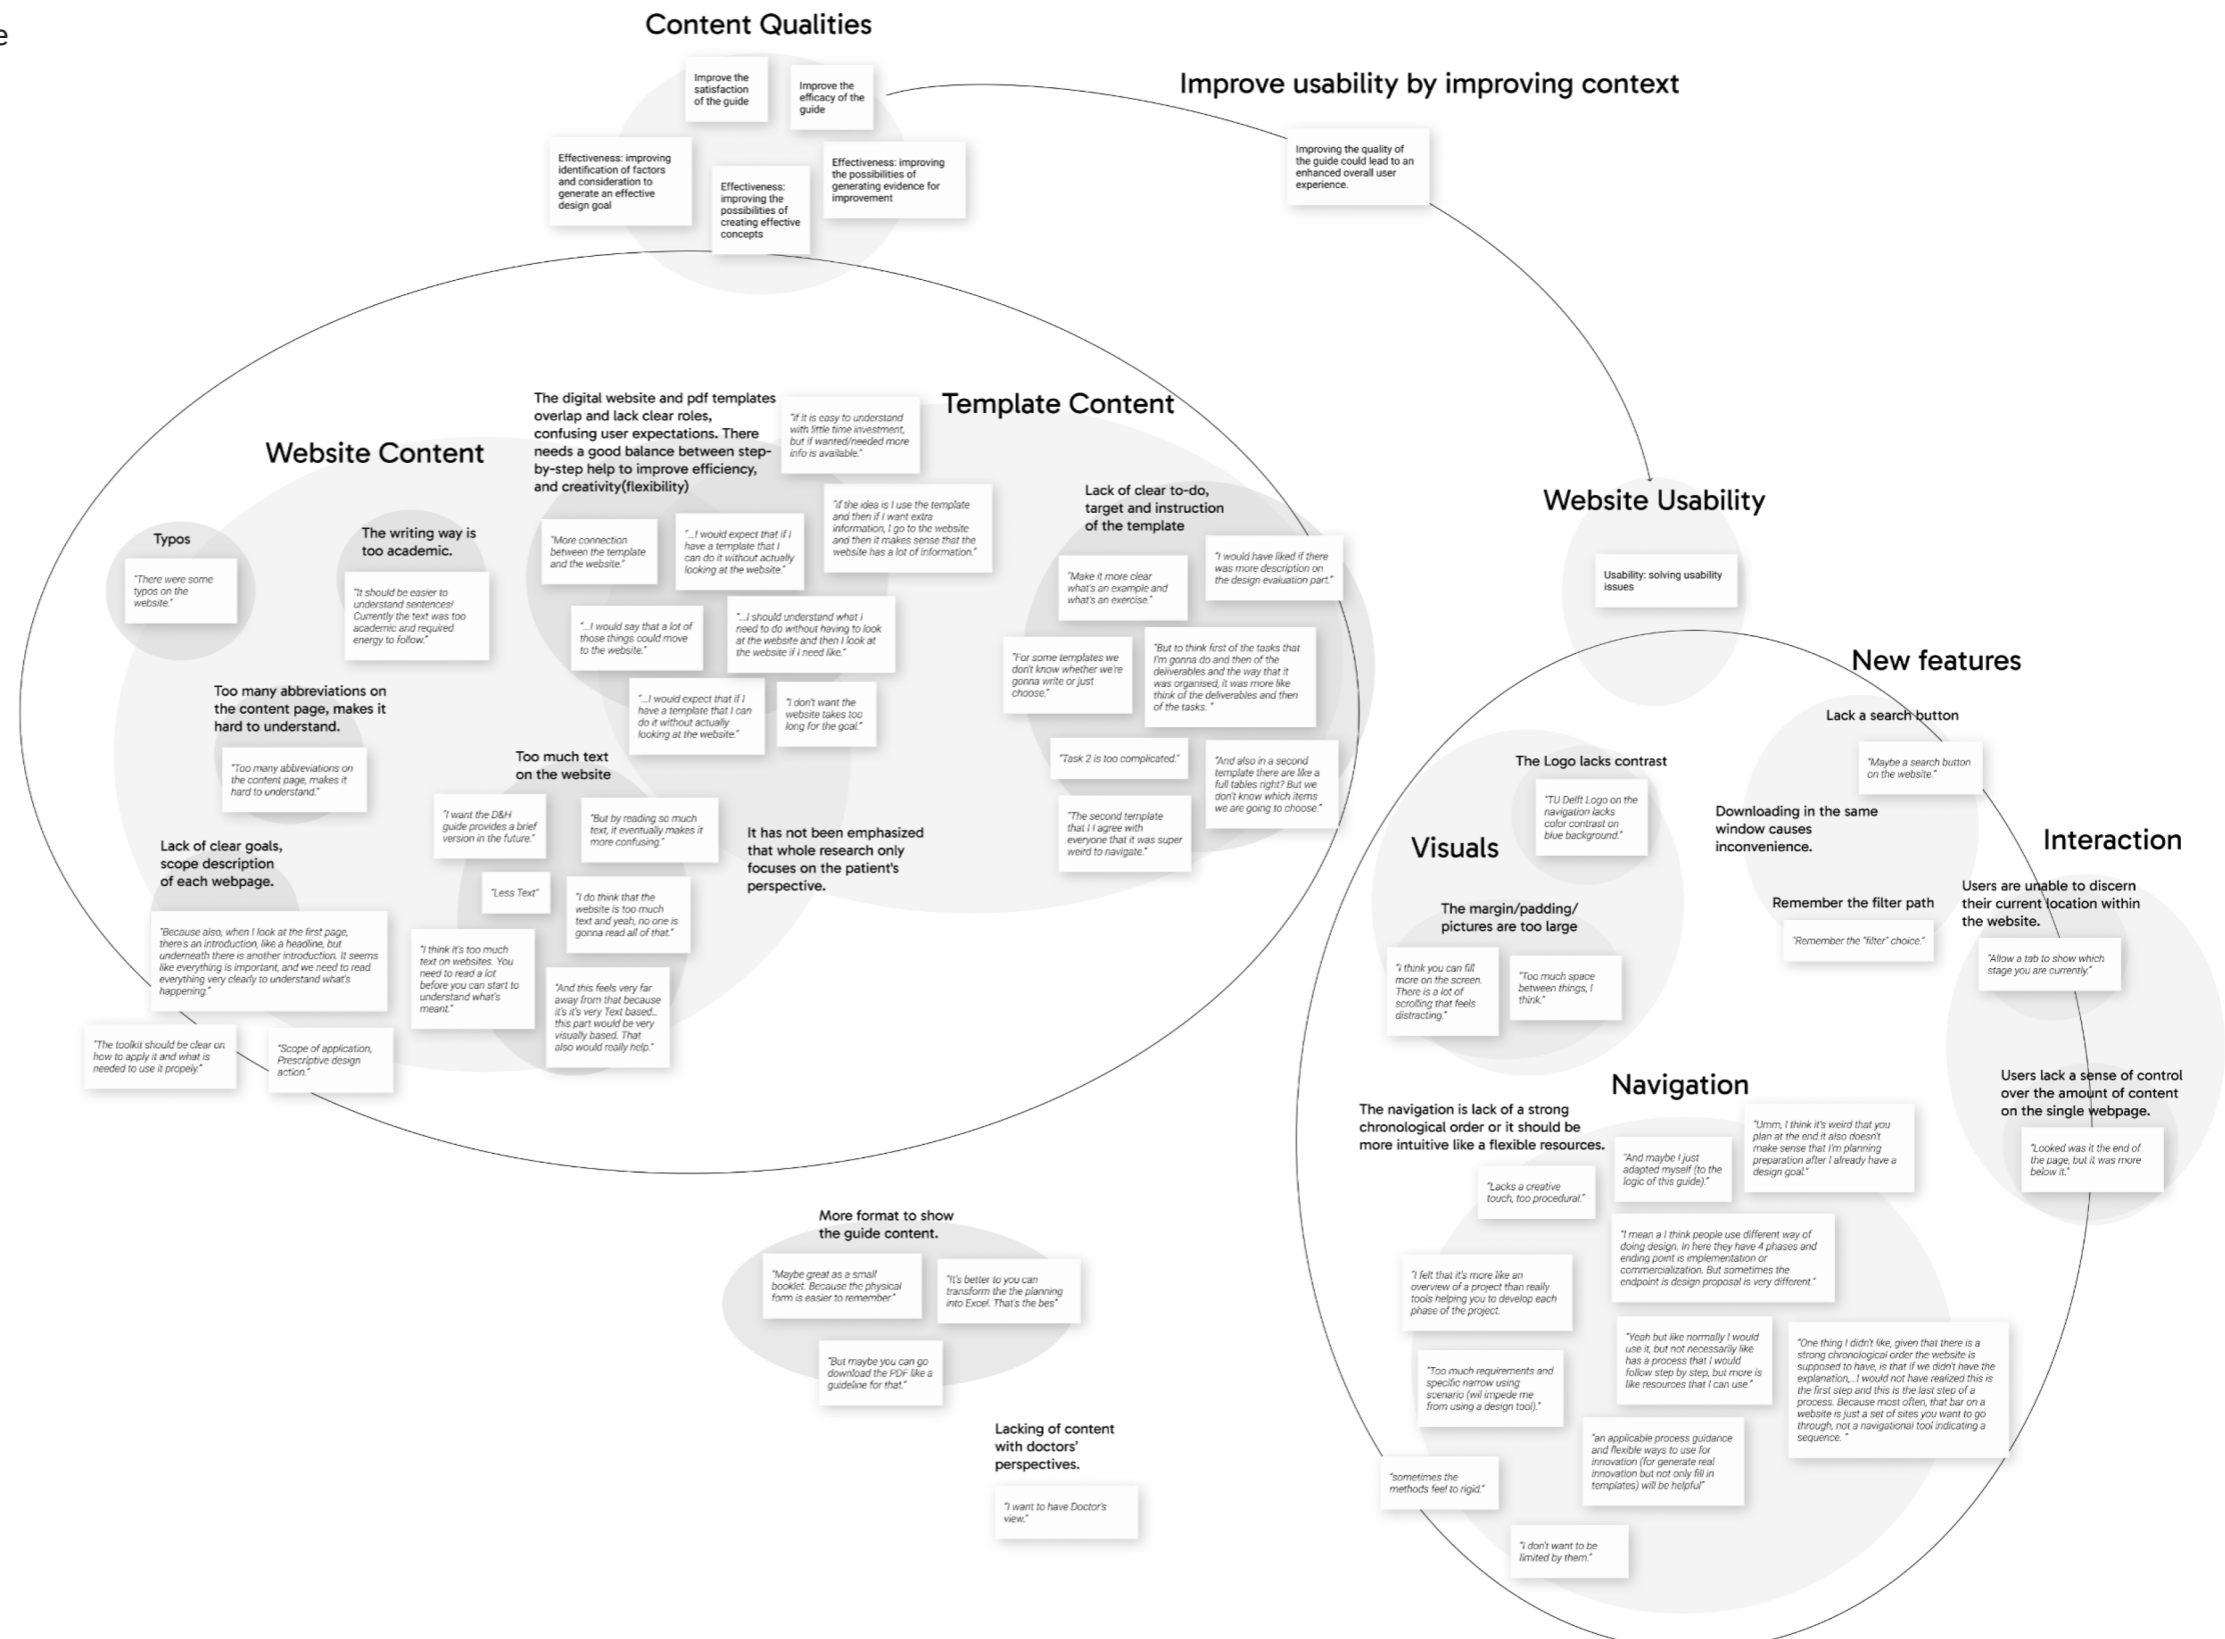 e
Content Qualities
Improve the
satisfaction
of the guide
Improve the
efficacy of the
guide
Effectiveness: improving
identification of factors
and consideration to
generate an effective
design goal
Effectiveness:
improving the
possibilities of
creating effective
concepts
Effectiveness: improving
the possibilities of
generating evidence for
improvement
Improve usability by improving context
Improving the quality of
the guide could lead to an
enhanced overall user
experience.
Website Content
Typos
"There were some
typos on the
website."
The writing way is
too academic.
"It should be easier to
understand sentences!
Currently the text was too
academic and required
energy to follow."
Too many abbreviations on
the content page, makes it
hard to understand.
"Too many abbreviations on
the content page, makes it
hard to understand."
Lack of clear goals,
scope description
of each webpage.
"Because also, when I look at the first page,
there's an introduction, like a headline, but
underneath there is another introduction. It seems
like everything is important, and we need to read
everything very clearly to understand what's
happening."
"The toolkit should be clear on
how to apply it and what is
needed to use it propely."
"Scope of application,
Prescriptive design
action."
The digital website and pdf templates
overlap and lack clear roles,
confusing user expectations. There
needs a good balance between step-
by-step help to improve efficiency,
and creativity(flexibility)
"if it is easy to understand
with little time investment,
but if wanted/needed more
info is available."
"if the idea is I use the template
and then if I want extra
information, I go to the website
and then it makes sense that the
website has a lot of information."
"More connection
between the template
and the website."
"...I would expect that if I
have a template that I
can do it without actually
looking at the website."
"...I would say that a lot of
those things could move
to the website."
"...I should understand what I
need to do without having to look
at the website and then I look at
the website if I need like."
"...I would expect that if I
have a template that I can
do it without actually
looking at the website."
"I don't want the
website takes too
long for the goal."
Too much text
on the website
"I want the D&H
guide provides a brief
version in the future."
"But by reading so much
text, it eventually makes it
more confusing."
"Less Text"
"I do think that the
website is too much
text and yeah, no one is
gonna read all of that."
"I think it's too much
text on websites. You
need to read a lot
before you can start to
understand what's
meant."
"And this feels very far
away from that because
it's it's very Text based...
this part would be very
visually based. That
also would really help."
It has not been emphasized
that whole research only
focuses on the patient's
perspective.
Template Content
Lack of clear to-do,
target and instruction
of the template
"Make it more clear
what's an example and
what's an exercise."
"I would have liked if there
was more description on
the design evaluation part."
"For some templates we
don't know whether we're
gonna write or just
choose."
"But to think first of the tasks that
I'm gonna do and then of the
deliverables and the way that it
was organised, it was more like
think of the deliverables and then
of the tasks. "
"Task 2 is too complicated."
"And also in a second
template there are like a
full tables right? But we
don't know which items
we are going to choose."
"The second template
that I I agree with
everyone that it was super
weird to navigate."
More format to show
the guide content.
"Maybe great as a small
booklet. Because the physical
form is easier to remember"
"It's better to you can
transform the the planning
into Excel. That's the bes"
"But maybe you can go
download the PDF like a
guideline for that."
Lacking of content
with doctors'
perspectives.
"I want to have Doctor's
view."
Website Usability
Usability: solving usability
issues
New features
Lack a search button
"Maybe a search button
on the website."
Downloading in the same
window causes
inconvenience.
Remember the filter path
"Remember the "filter" choice."
Visuals
The Logo lacks contrast
"TU Delft Logo on the
navigation lacks
color contrast on
blue background."
The margin/padding/
pictures are too large
"I think you can fill
more on the screen.
There is a lot of
scrolling that feels
distracting."
"Too much space
between things, I
think."
Interaction
Users are unable to discern
their current location within
the website.
"Allow a tab to show which
stage you are currently."
Users lack a sense of control
over the amount of content
on the single webpage.
"Looked was it the end of
the page, but it was more
below it."
Navigation
The navigation is lack of a strong
chronological order or it should be
more intuitive like a flexible resources.
"Lacks a creative
touch, too procedural."
"And maybe I just
adapted myself (to the
logic of this guide)."
"Umm, I think it's weird that you
plan at the end.it also doesn't
make sense that I'm planning
preparation after I already have a
design goal."
"I mean a I think people use different way of
doing design. In here they have 4 phases and
ending point is implementation or
commercialization. But sometimes the
endpoint is design proposal is very different."
"I felt that it's more like an
overview of a project than really
tools helping you to develop each
phase of the project.
"Too much requirements and
specific narrow using
scenario (wil impede me
from using a design tool)."
"Yeah but like normally I would
use it, but not necessarily like
has a process that I would
follow step by step, but more is
like resources that I can use."
"One thing I didn't like, given that there is a
strong chronological order the website is
supposed to have, is that if we didn't have the
explanation,...I would not have realized this is
the first step and this is the last step of a
process. Because most often, that bar on a
website is just a set of sites you want to go
through, not a navigational tool indicating a
sequence. "
"an applicable process guidance
and flexible ways to use for
innovation (for generate real
innovation but not only fill in
templates) will be helpful"
"sometimes the
methods feel to rigid."
"I don't want to be
limited by them."